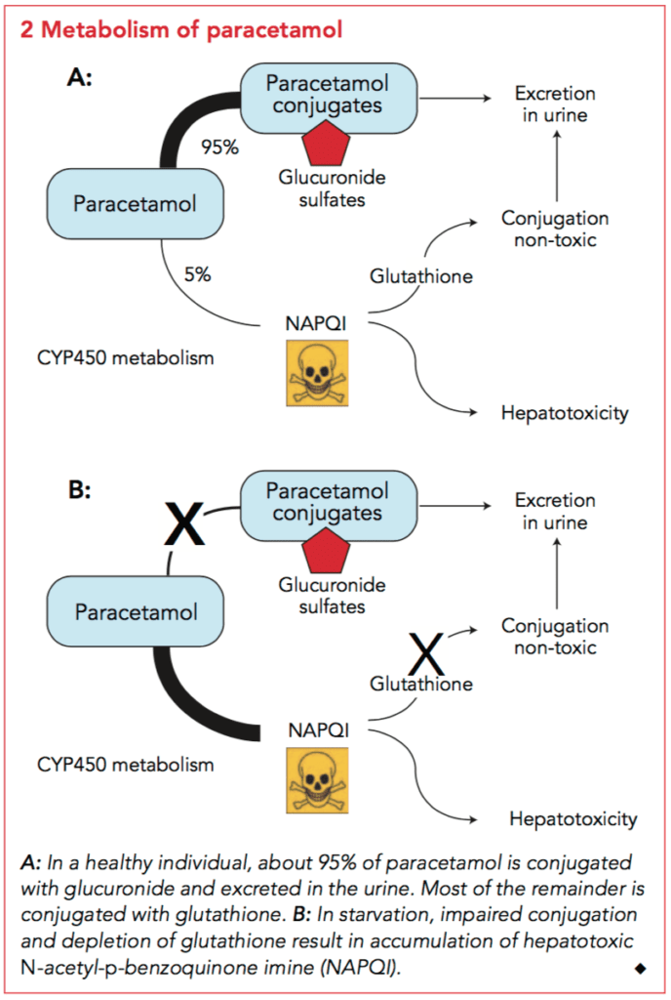 2 Metabolism of paracetamol
A:
Paracetamol
conjugates
Excretion
in urine
95%
Glucuronide
sulfates
Paracetamol
Conjugation
non-toxic
Glutathione
5%
NAPQI
CYP450 metabolism
Hepatotoxicity
B:
Paracetamol
conjugates
Excretion
in urine
X
Glucuronide
sulfates
Paracetamol
Conjugation
non-toxic
X
Glutathione
NAPQI
CYP450 metabolism
Hepatotoxicity
A: In a healthy individual, about 95% of paracetamol is conjugated
with glucuronide and excreted in the urine. Most of the remainder is
conjugated with glutathione. B: In starvation, impaired conjugation
and depletion of glutathione result in accumulation of hepatotoxic
N-acetyl-p-benzoquinone imine (NAPQI).